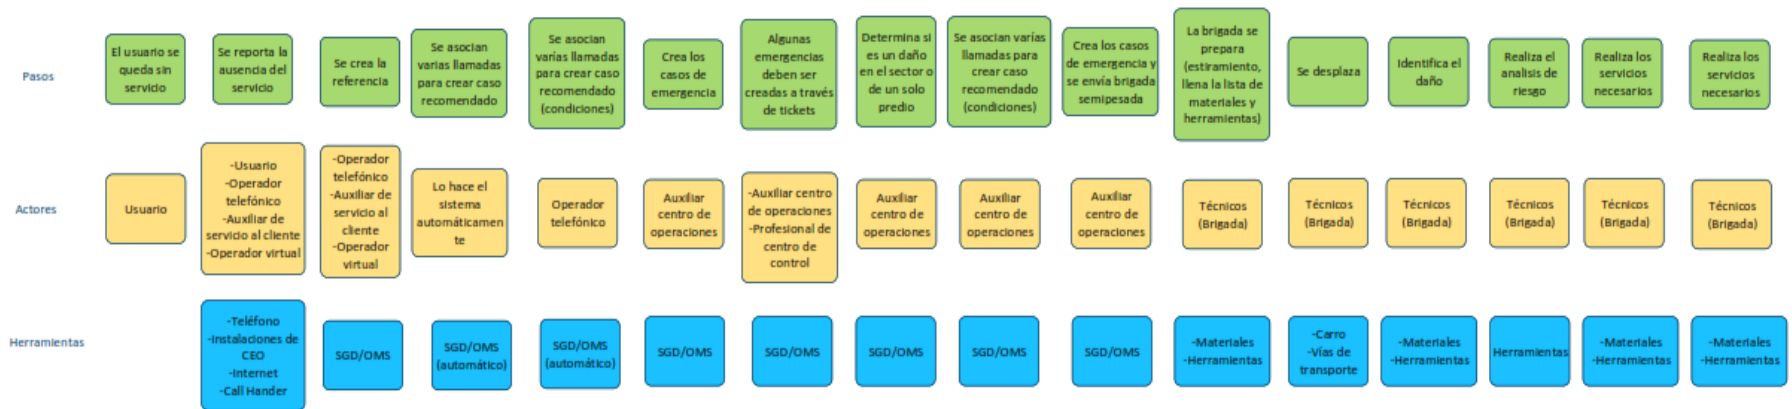 Pasos
El usuario se
queda sin
servicio
Se reporta la
ausencia del
servicio
Se crea la
referencia
Se asocian
varias llamadas
para crear caso
recomendado
Se asocian
varias llamadas
para crear caso
recomendado
(condiciones)
Crea los
casos de
emergencia
Algunas
emergencias
deben ser
creadas a través
de tickets
Determina si
es un daño
en el sector o
de un solo
predio
Se asocian varías
llamadas para
crear caso
recomendado
(condiciones)
Crea los casos
de emergencia y
se envía brigada
semipesada
La brigada se
prepara
(estiramiento,
llena la lista de
materiales y
herramientas)
Se desplaza
Identifica el
daño
Realiza el
analisis de
riesgo
Realiza los
servicios
necesarios
Realiza los
servicios
necesarios
Actores
Usuario
-Usuario
-Operador
telefónico
-Auxiliar de
servicio al cliente
-Operador virtual
-Operador
telefónico
-Auxiliar de
servicio al
cliente
-Operador
virtual
Lo hace el
sistema
automáticamen
te
Operador
telefónico
Auxiliar
centro de
operaciones
-Auxiliar centro
de operaciones
-Profesional de
centro de
control
Auxiliar
centro de
operaciones
Auxiliar
centro de
operaciones
Auxiliar
centro de
operaciones
Técnicos
(Brigada)
Técnicos
(Brigada)
Técnicos
(Brigada)
Técnicos
(Brigada)
Técnicos
(Brigada)
Técnicos
(Brigada)
Herramientas
-Teléfono
-Instalaciones de
CEO
-Internet
-Call Hander
SGD/OMS
SGD/OMS
(automático)
SGD/OMS
(automático)
SGD/OMS
SGD/OMS
SGD/OMS
SGD/OMS
SGD/OMS
-Materiales
-Herramientas
-Carro
-Vías de
transporte
-Materiales
-Herramientas
Herramientas
-Materiales
-Herramientas
-Materiales
-Herramientas